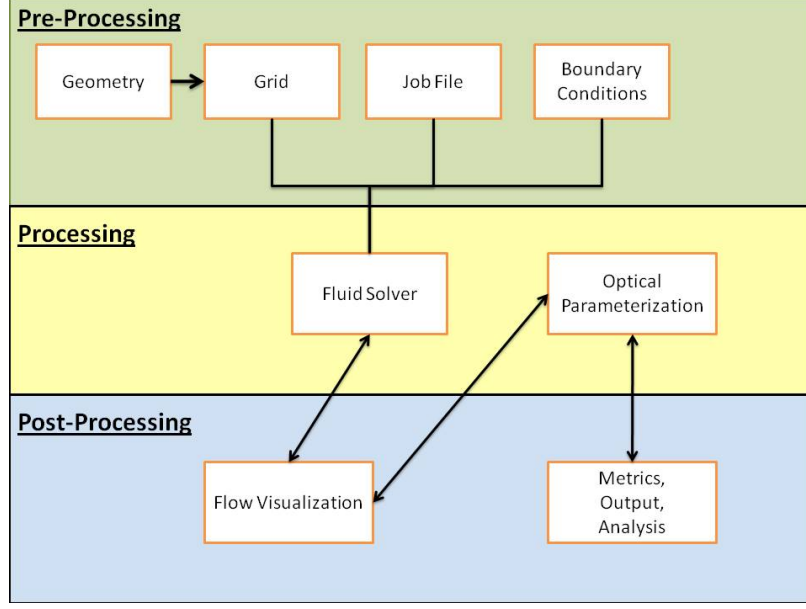 Pre-Processing
Geometry
Grid
Job File
Boundary
Conditions
Processing
Fluid Solver
Optical
Parameterization
Post-Processing
Flow Visualization
Metrics,
Output,
Analysis